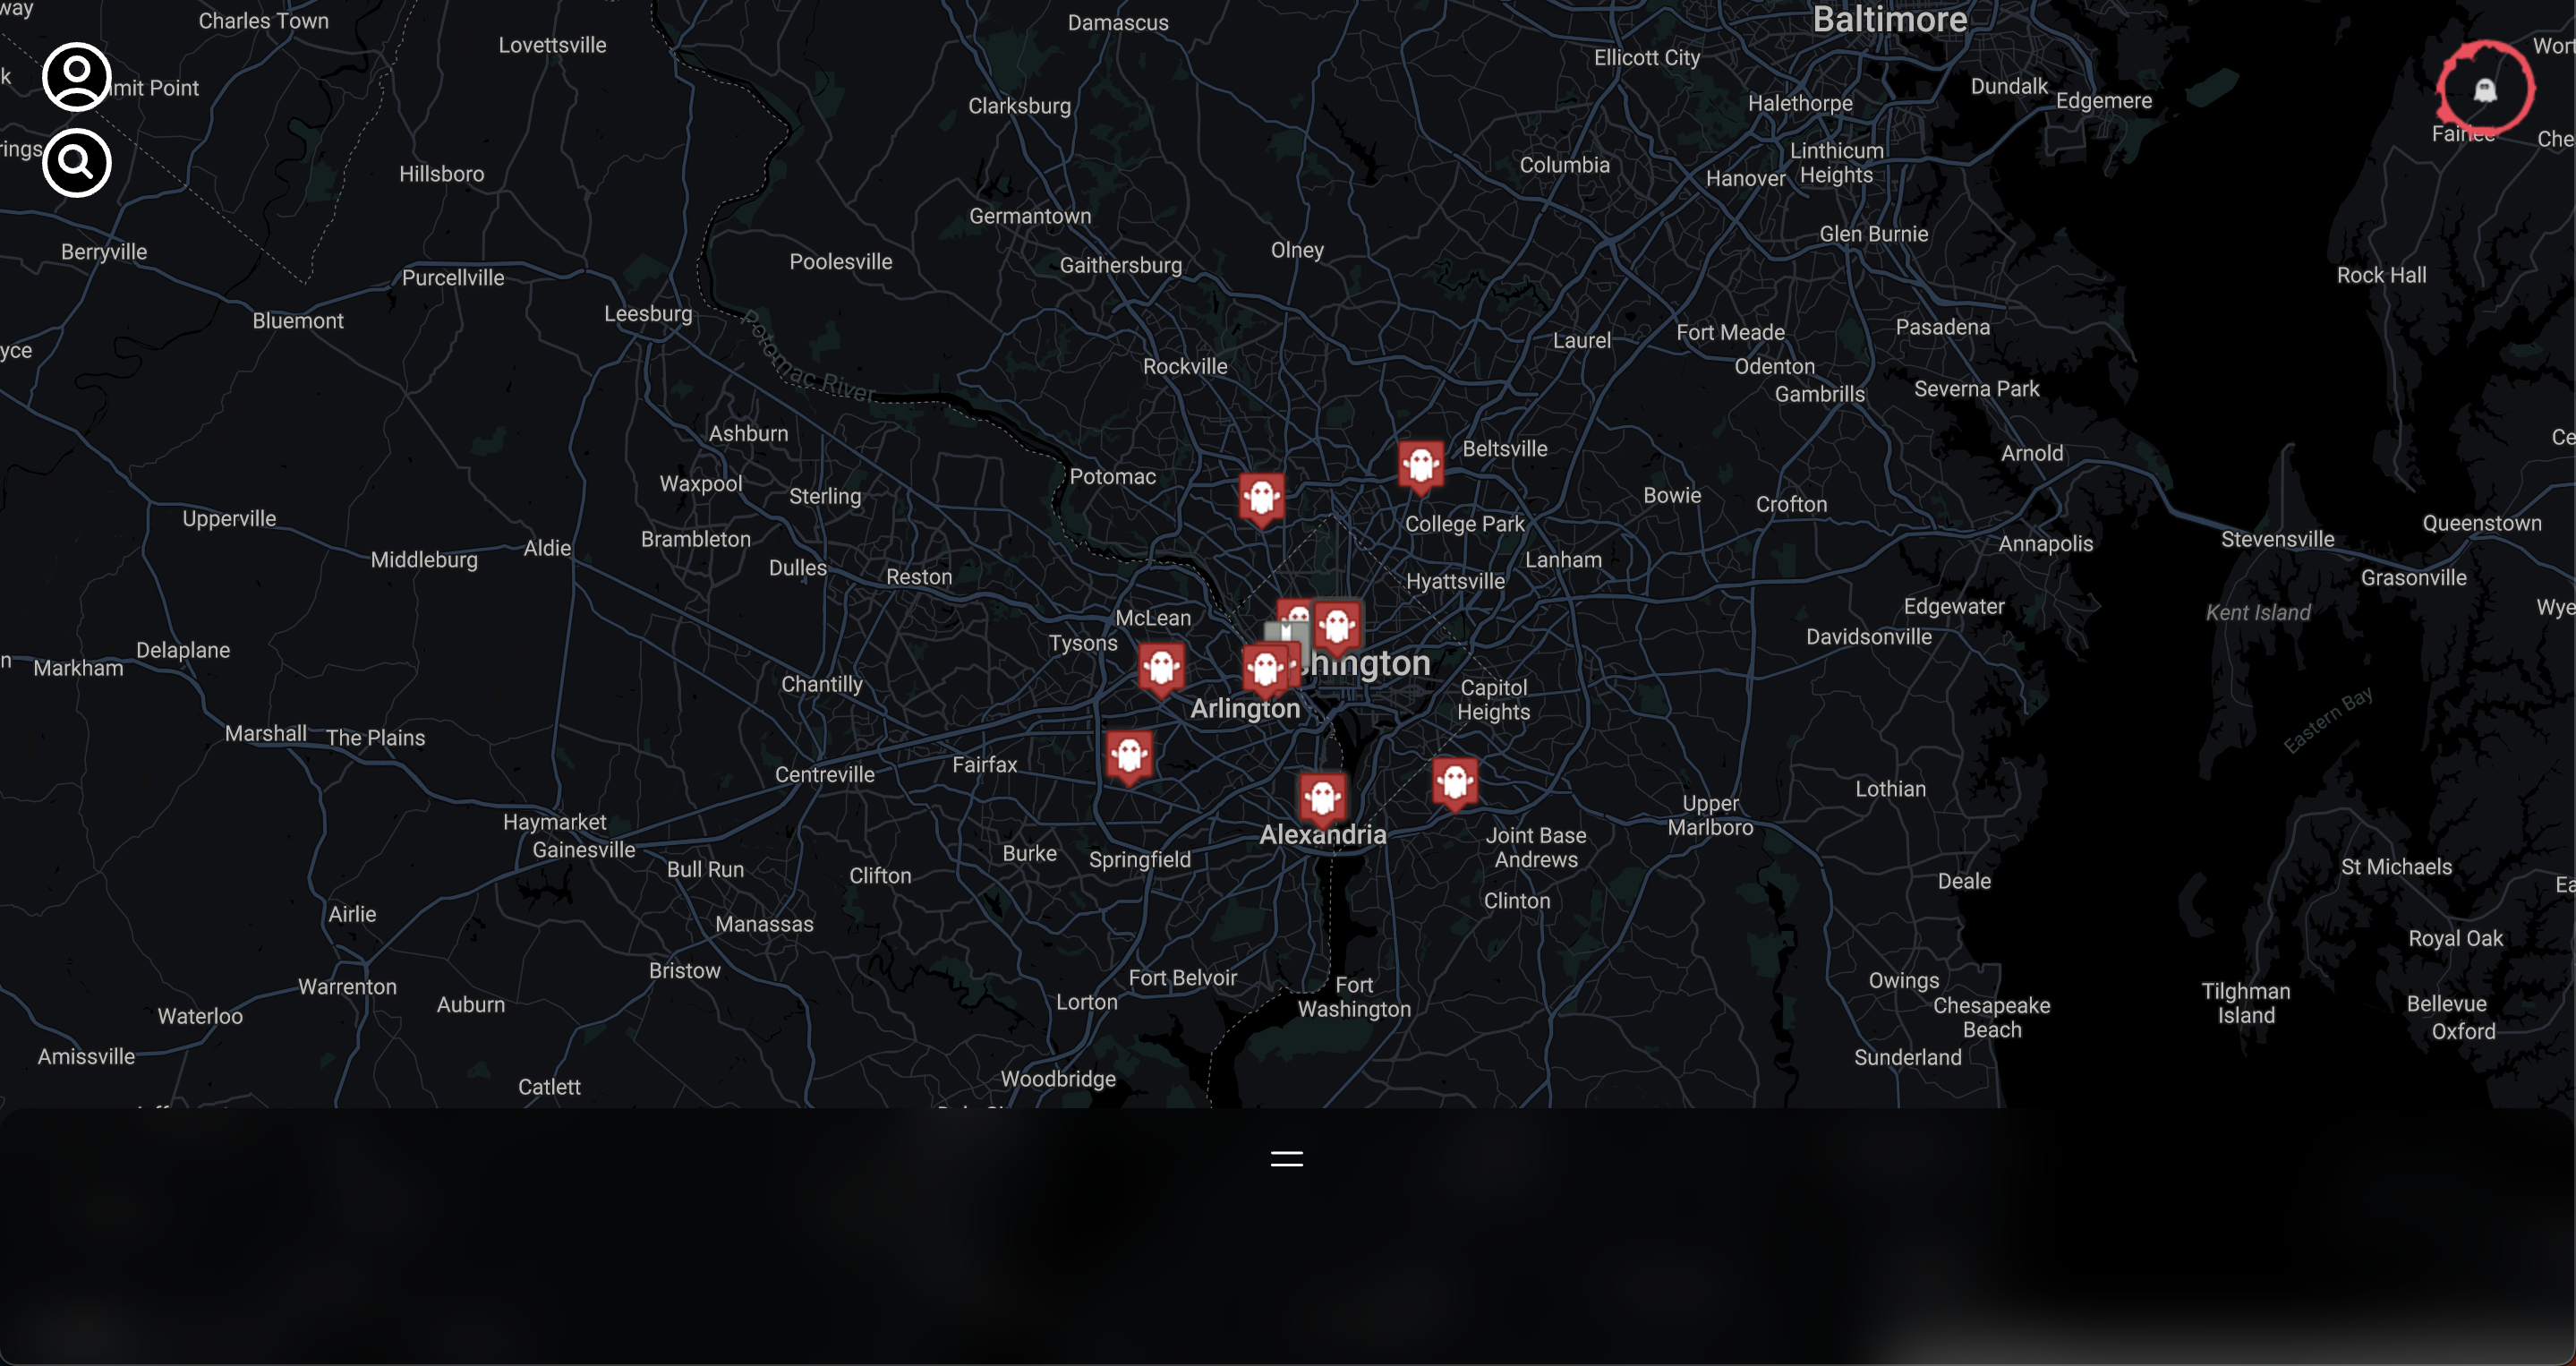 way
Charles Town
Lovettsville
Damascus
Baltimore
Ellicott City
Dundalk
Edgemere
k
mit Point
Clarksburg
Halethorpe
rings
Hillsboro
Columbia
Hanover
Linthicum
Heights
Rock Hall
Berryville
Purcellville
Poolesville
Germantown
Gaithersburg
Olney
Glen Burnie
Bluemont
Leesburg
Potomac River
Rockville
Laurel
Fort Meade
Pasadena
yce
Odenton
Gambrills
Severna Park
Ashburn
Waxpool
Sterling
Potomac
Beltsville
Arnold
Ce
Bowie
Crofton
Upperville
Middleburg
Aldie
Brambleton
Dulles
Reston
College Park
Hyattsville
Lanham
Annapolis
Stevensville
Queenstown
Grasonville
McLean
Tysons
Edgewater
Davidsonville
Kent Island
Wye
n
Markham
Delaplane
Chantilly
hington
Arlington
Capitol
Heights
Eastern Bay
Marshall
The Plains
Centreville
Fairfax
Haymarket
Gainesville
Alexandria
Joint Base
Andrews
Upper
Marlboro
Lothian
Bull Run
Clifton
Burke
Springfield
Clinton
Deale
St Michaels
Ea
Airlie
Manassas
Royal Oak
Warrenton
Auburn
Bristow
Lorton
Fort Belvoir
Fort
Washington
Owings
Chesapeake
Beach
Tilghman
Island
Bellevue
Oxford
Waterloo
Amissville
Catlett
Woodbridge
Sunderland
Che